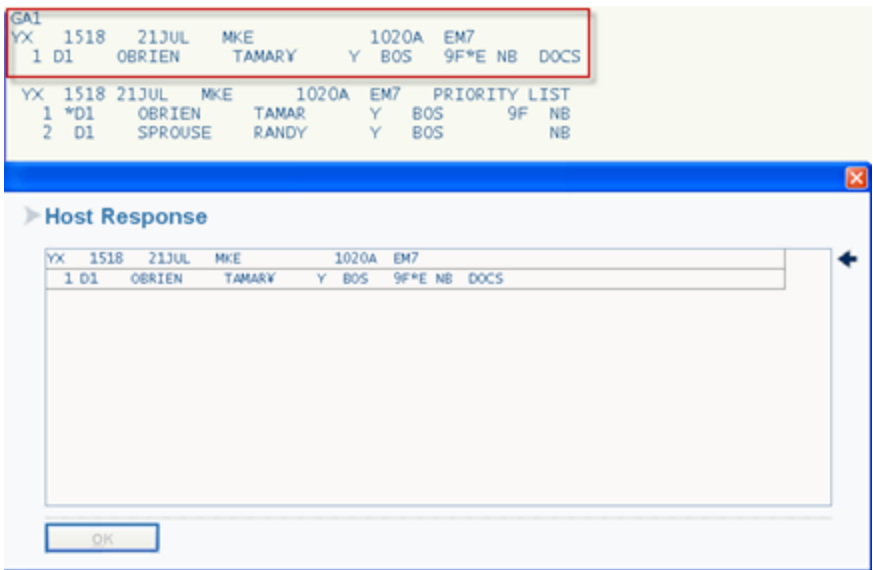 GA1
YX 1518 21JUL MKE 1020A EM7
1 D1 OBRIEN TAMAR¥ Y BOS 9F*E NB DOCS
YX 1518 21JUL MKE 1020A EM7 PRIORITY LIST
1 *D1 OBRIEN TAMAR Y BOS 9F NB
2 D1 SPROUSE RANDY Y BOS NB
Host Response
YX 1518 21JUL MKE 1020A EM7
1 D1 OBRIEN TAMAR¥ Y BOS 9F*E NB DOCS
OK